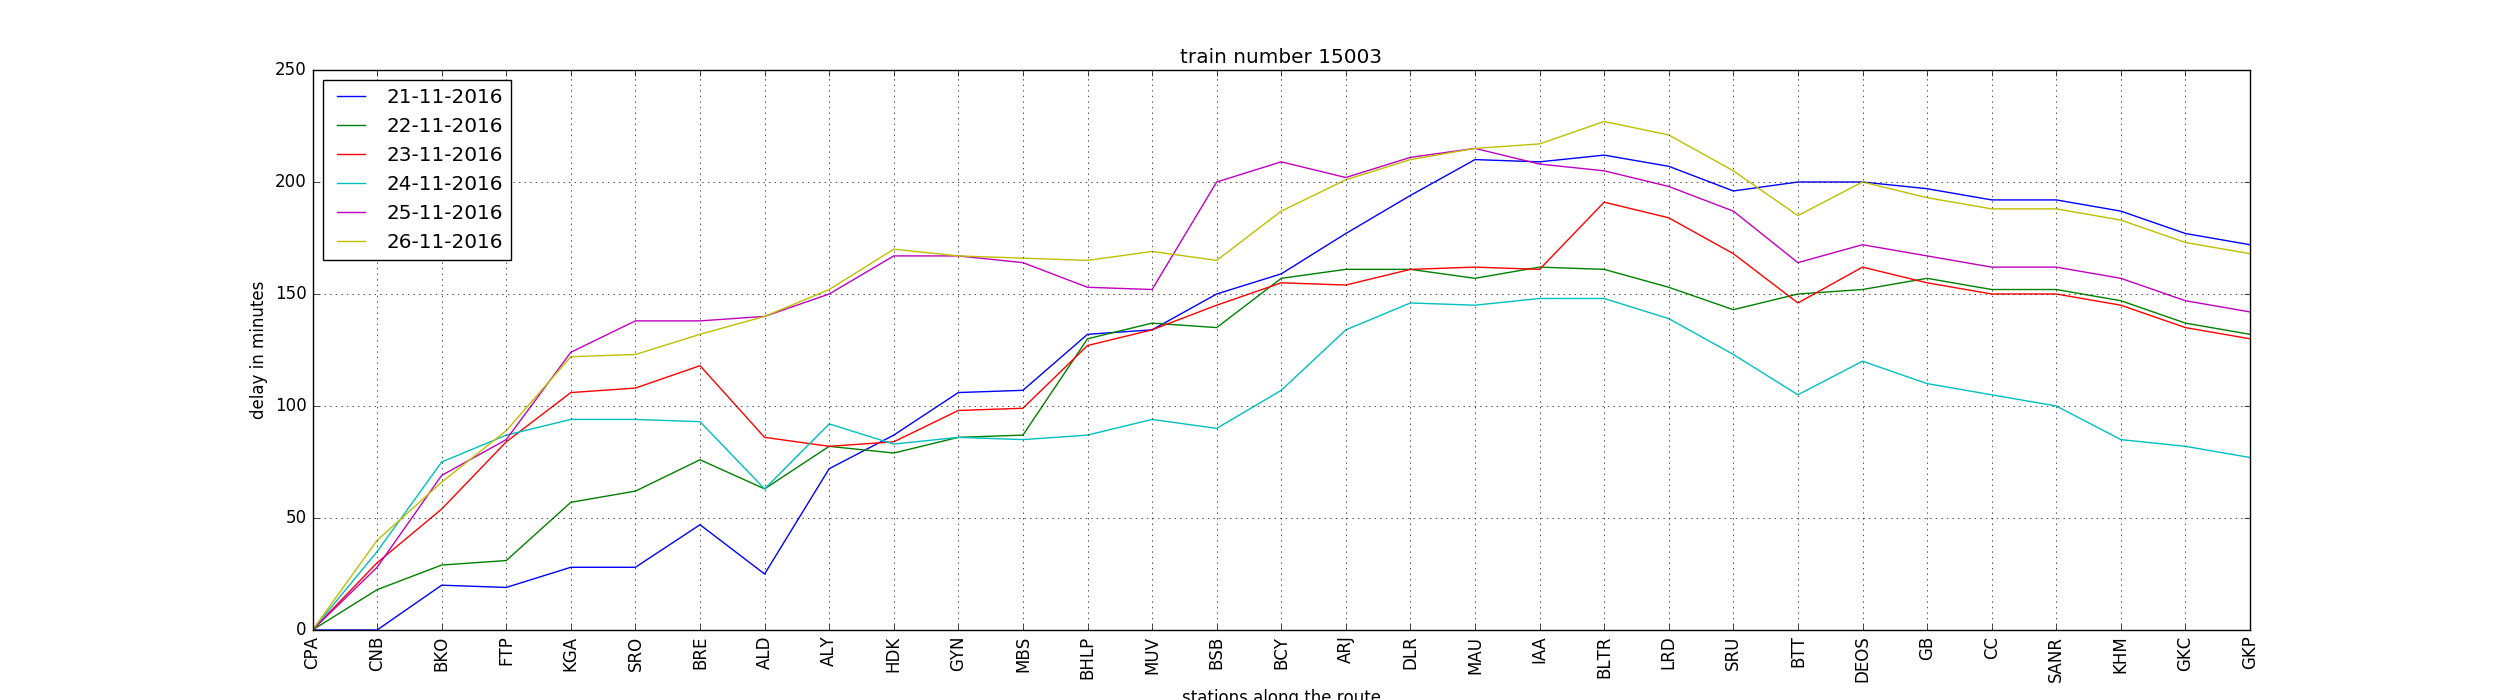 train number 15003
250
200
150
100
50
0
delay in minutes
21-11-2016
22-11-2016
23-11-2016
24-11-2016
25-11-2016
26-11-2016
CPA
CNB
BKO
FTP
KGA
SRO
BRE
ALD
ALY
HDK
GYN
MBS
BHLP
MUV
BSB
BCY
ARJ
DLR
MAU
IAA
BLTR
LRD
SRU
BTT
DEOS
GB
CC
SANR
KHM
GKC
GKP
stations along the route